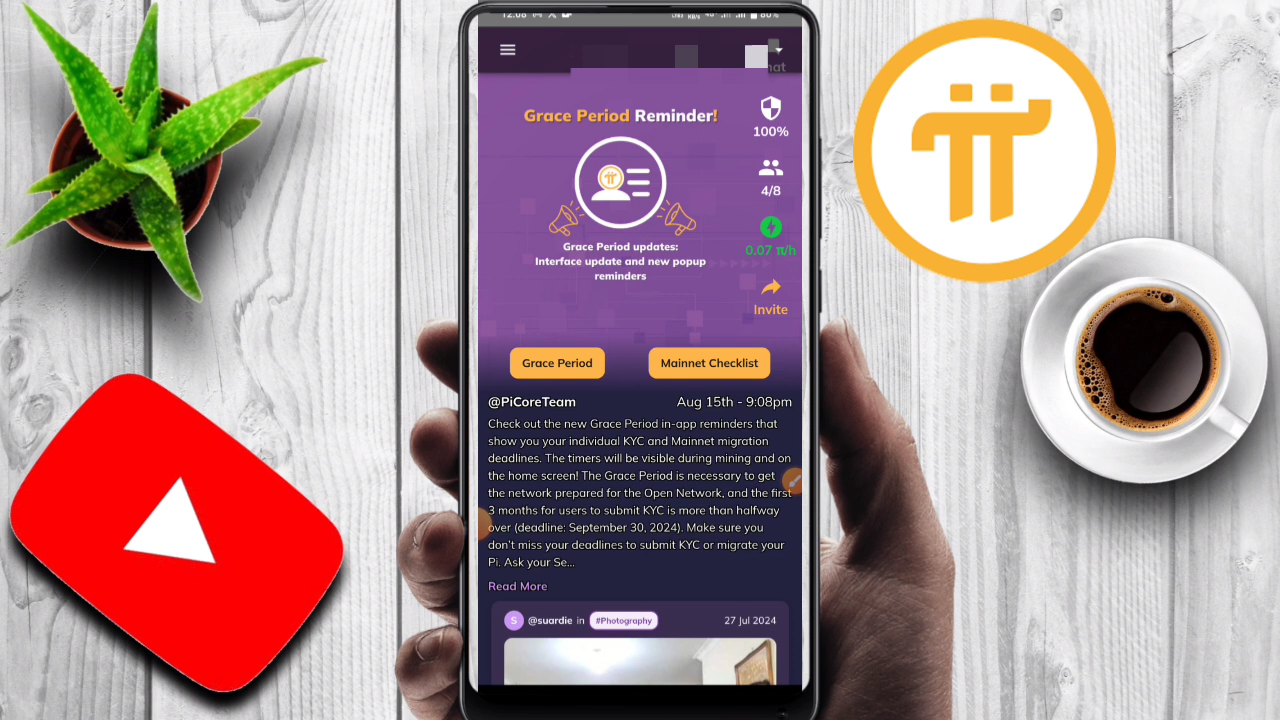 12:08
80%
hat
Grace Period Reminder!
100%
4/8
Grace Period updates:
Interface update and new popup
reminders
0.07 π/h
Invite
Grace Period
Mainnet Checklist
@PiCoreTeam
Aug 15th - 9:08pm
Check out the new Grace Period in-app reminders that
show you your individual KYC and Mainnet migration
deadlines. The timers will be visible during mining and on
the home screen! The Grace Period is necessary to get
the network prepared for the Open Network, and the first
3 months for users to submit KYC is more than halfway
over (deadline: September 30, 2024). Make sure you
don't miss your deadlines to submit KYC or migrate your
Pi. Ask your Se...
Read More
S @suardie in #Photography 27 Jul 2024